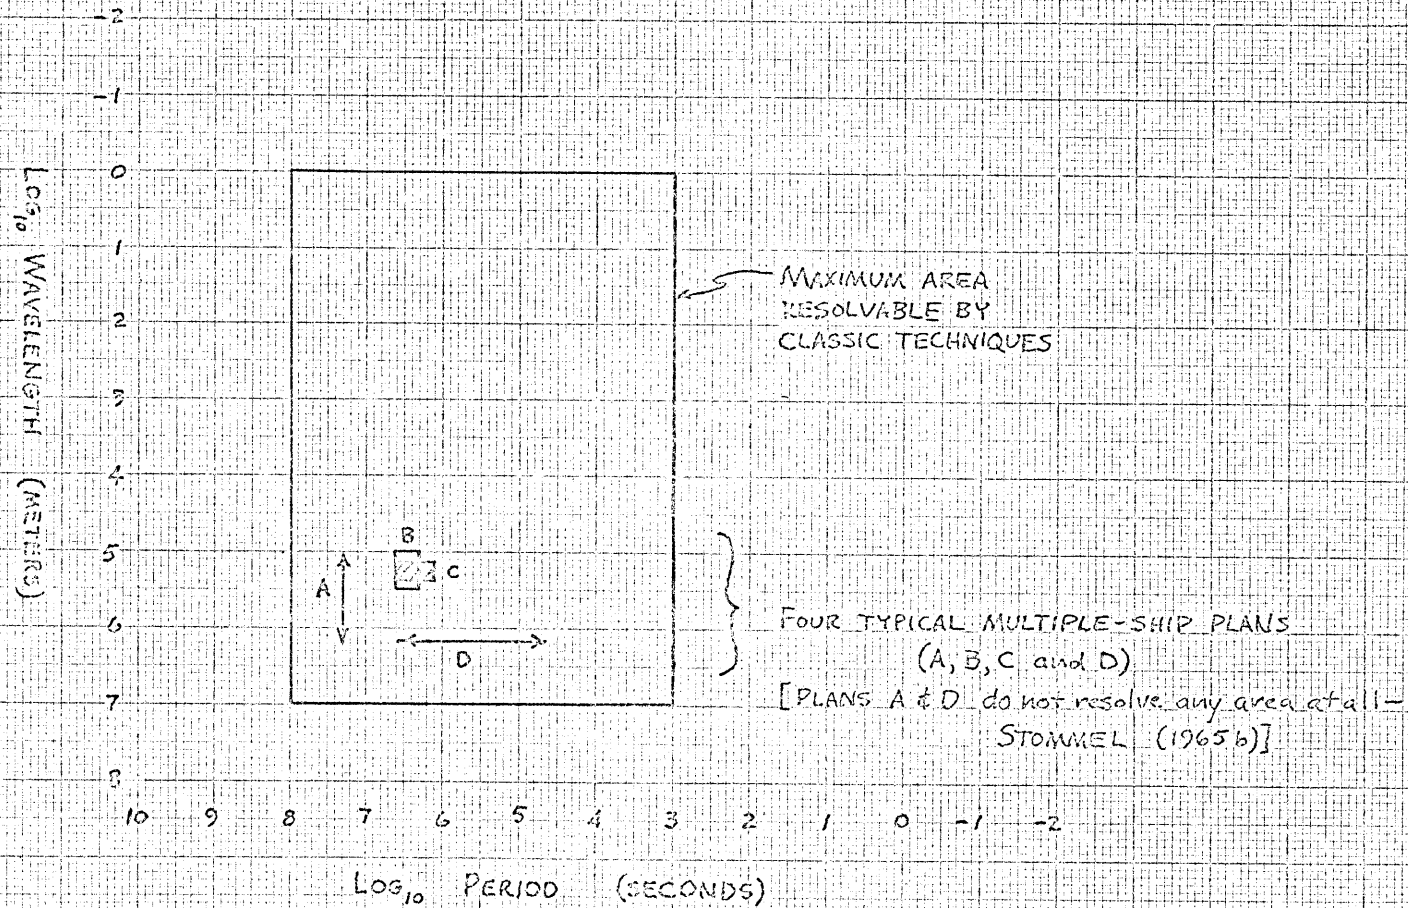 -2
-1
0
1
2
3
4
5
6
7
8
LOG10 WAVELENGTH (METERS)
MAXIMUM AREA
RESOLVABLE BY
CLASSIC TECHNIQUES
B
A
C
D
FOUR TYPICAL MULTIPLE-SHIP PLANS
(A, B, C and D)
[PLANS A & D do not resolve any area at all-
STOMMEL (1965b)]
10 9 8 7 6 5 4 3 2 1 0 -1 -2
LOG10 PERIOD (SECONDS)